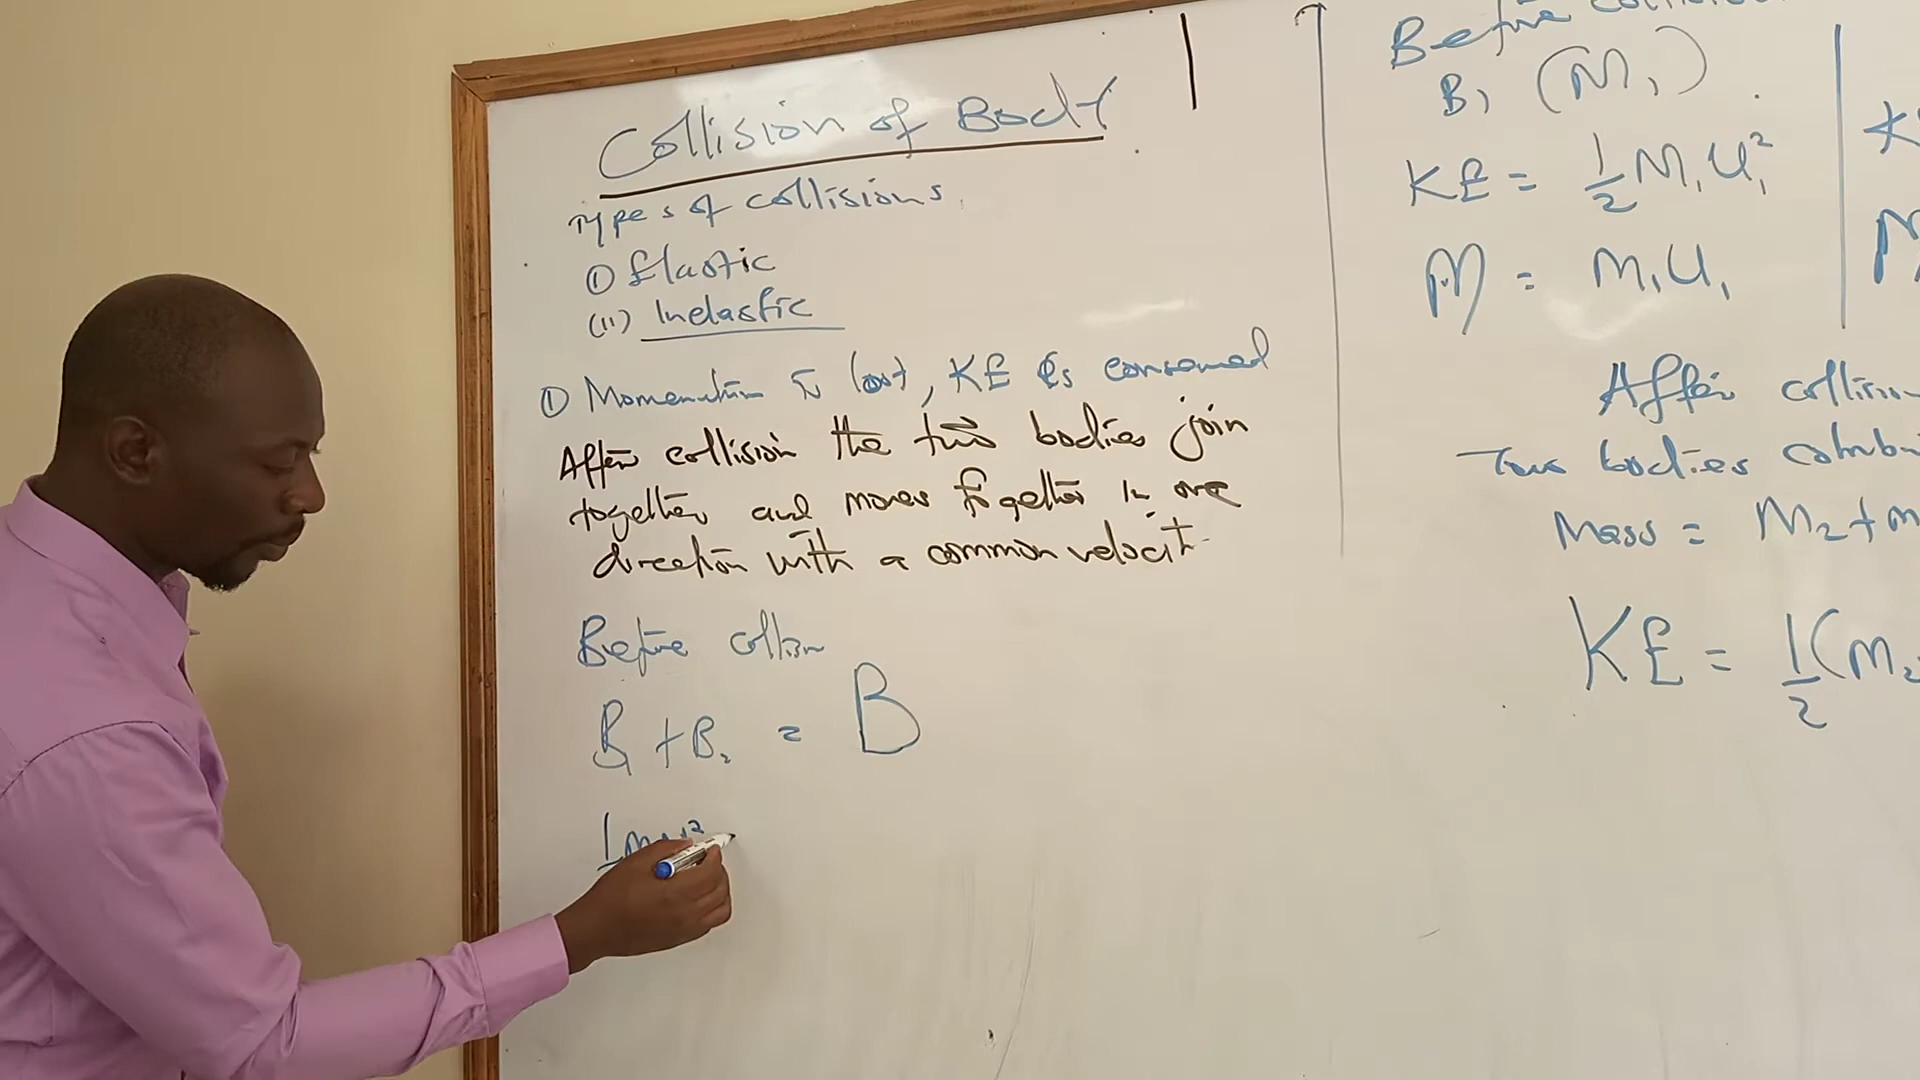 Collision of Body
Types of collisions
(i) Elastic
(ii) Inelastic
(i) Momentum is lost, KE is conserved
After collision the two bodies join
together and moves together in one
direction with a common velocit
Before
B1 + B2 = B
1
Before collision
B1 (M1)
KE = 1/2 M1U1²
M = M1U1
After collision
Two bodies
Mass = M2 + m
KE = 1/2 (M2